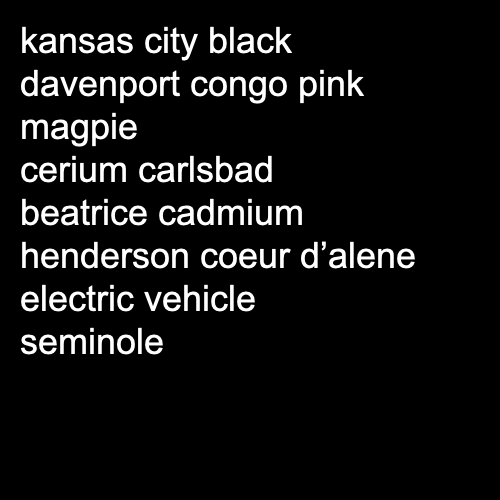 kansas city black
davenport congo pink
magpie
cerium carlsbad
beatrice cadmium
henderson coeur d’alene
electric vehicle
seminole